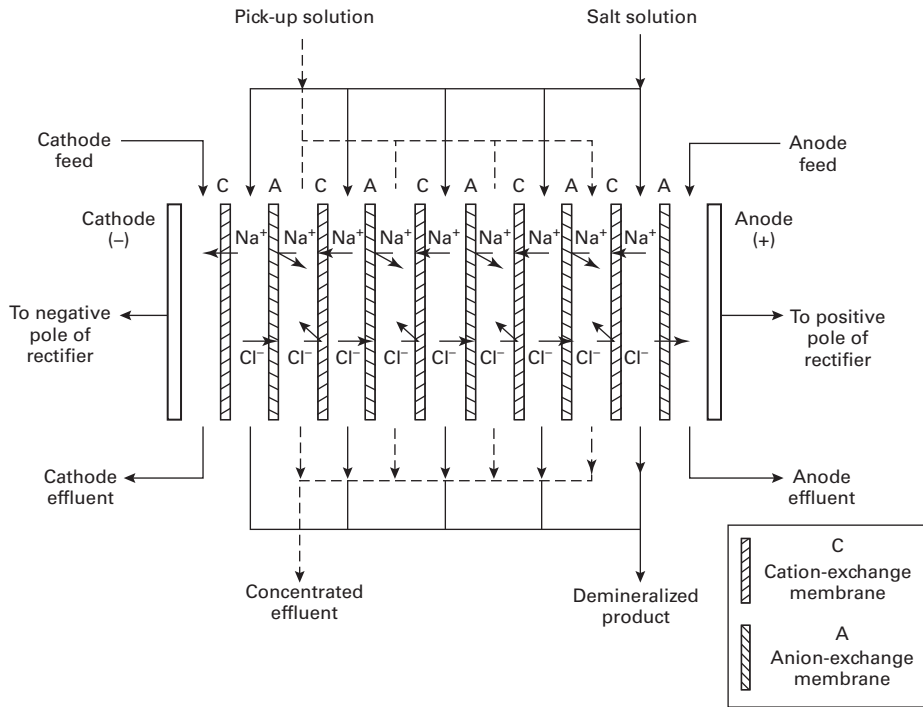 Pick-up solution
Salt solution
Cathode
feed
Anode
feed
C A C A C A C A C A
Cathode
(–)
Na⁺ Na⁺ Na⁺ Na⁺ Na⁺ Na⁺ Na⁺ Na⁺ Na⁺
Anode
(+)
To negative
pole of
rectifier
Cl⁻ Cl⁻ Cl⁻ Cl⁻ Cl⁻ Cl⁻ Cl⁻ Cl⁻ Cl⁻
To positive
pole of
rectifier
Cathode
effluent
Anode
effluent
Concentrated
effluent
Demineralized
product
C
Cation-exchange
membrane
A
Anion-exchange
membrane